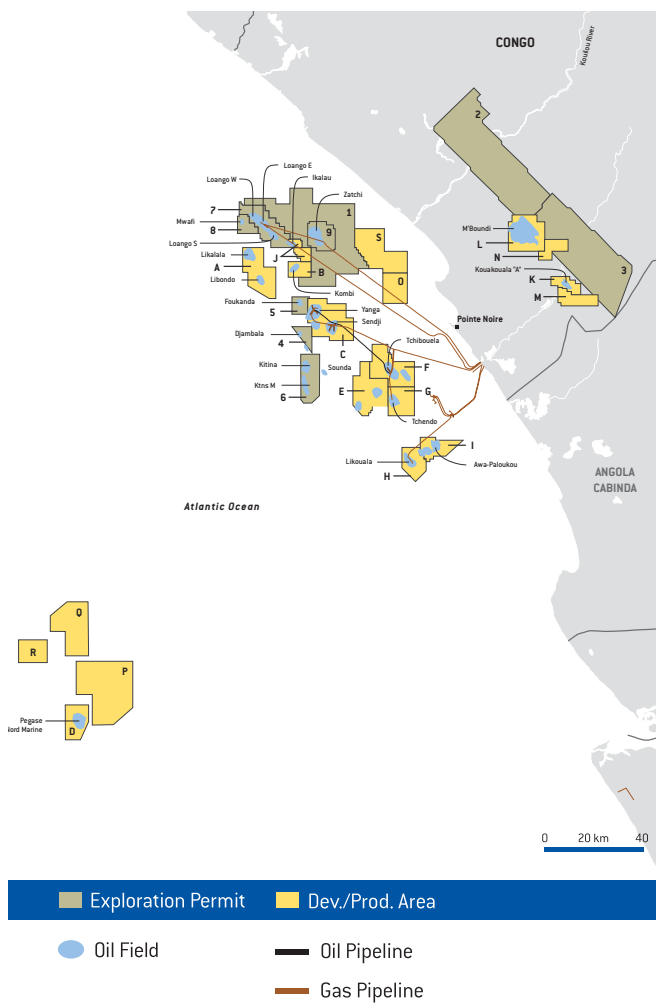 CONGO
Kouilou River
2
Loango E
Loango W
Ikalau
Zatchi
7
1
Mwafi
8
9
S
M'Boundi
Loango S
L
J
N
Likalala
A
B
3
Kouakouala "A"
K
Libondo
O
M
Kombi
Foukanda
Yanga
5
Sendji
Pointe Noire
Djambala
Tchibouela
4
C
Kitina
Sounda
F
Ktns M
E
G
6
Tchendo
I
Likouala
Awa-Paloukou
H
ANGOLA
CABINDA
Atlantic Ocean
Q
R
P
Pegase
Nord Marine
D
0 20 km 40
Exploration Permit
Dev./Prod. Area
Oil Field
Oil Pipeline
Gas Pipeline